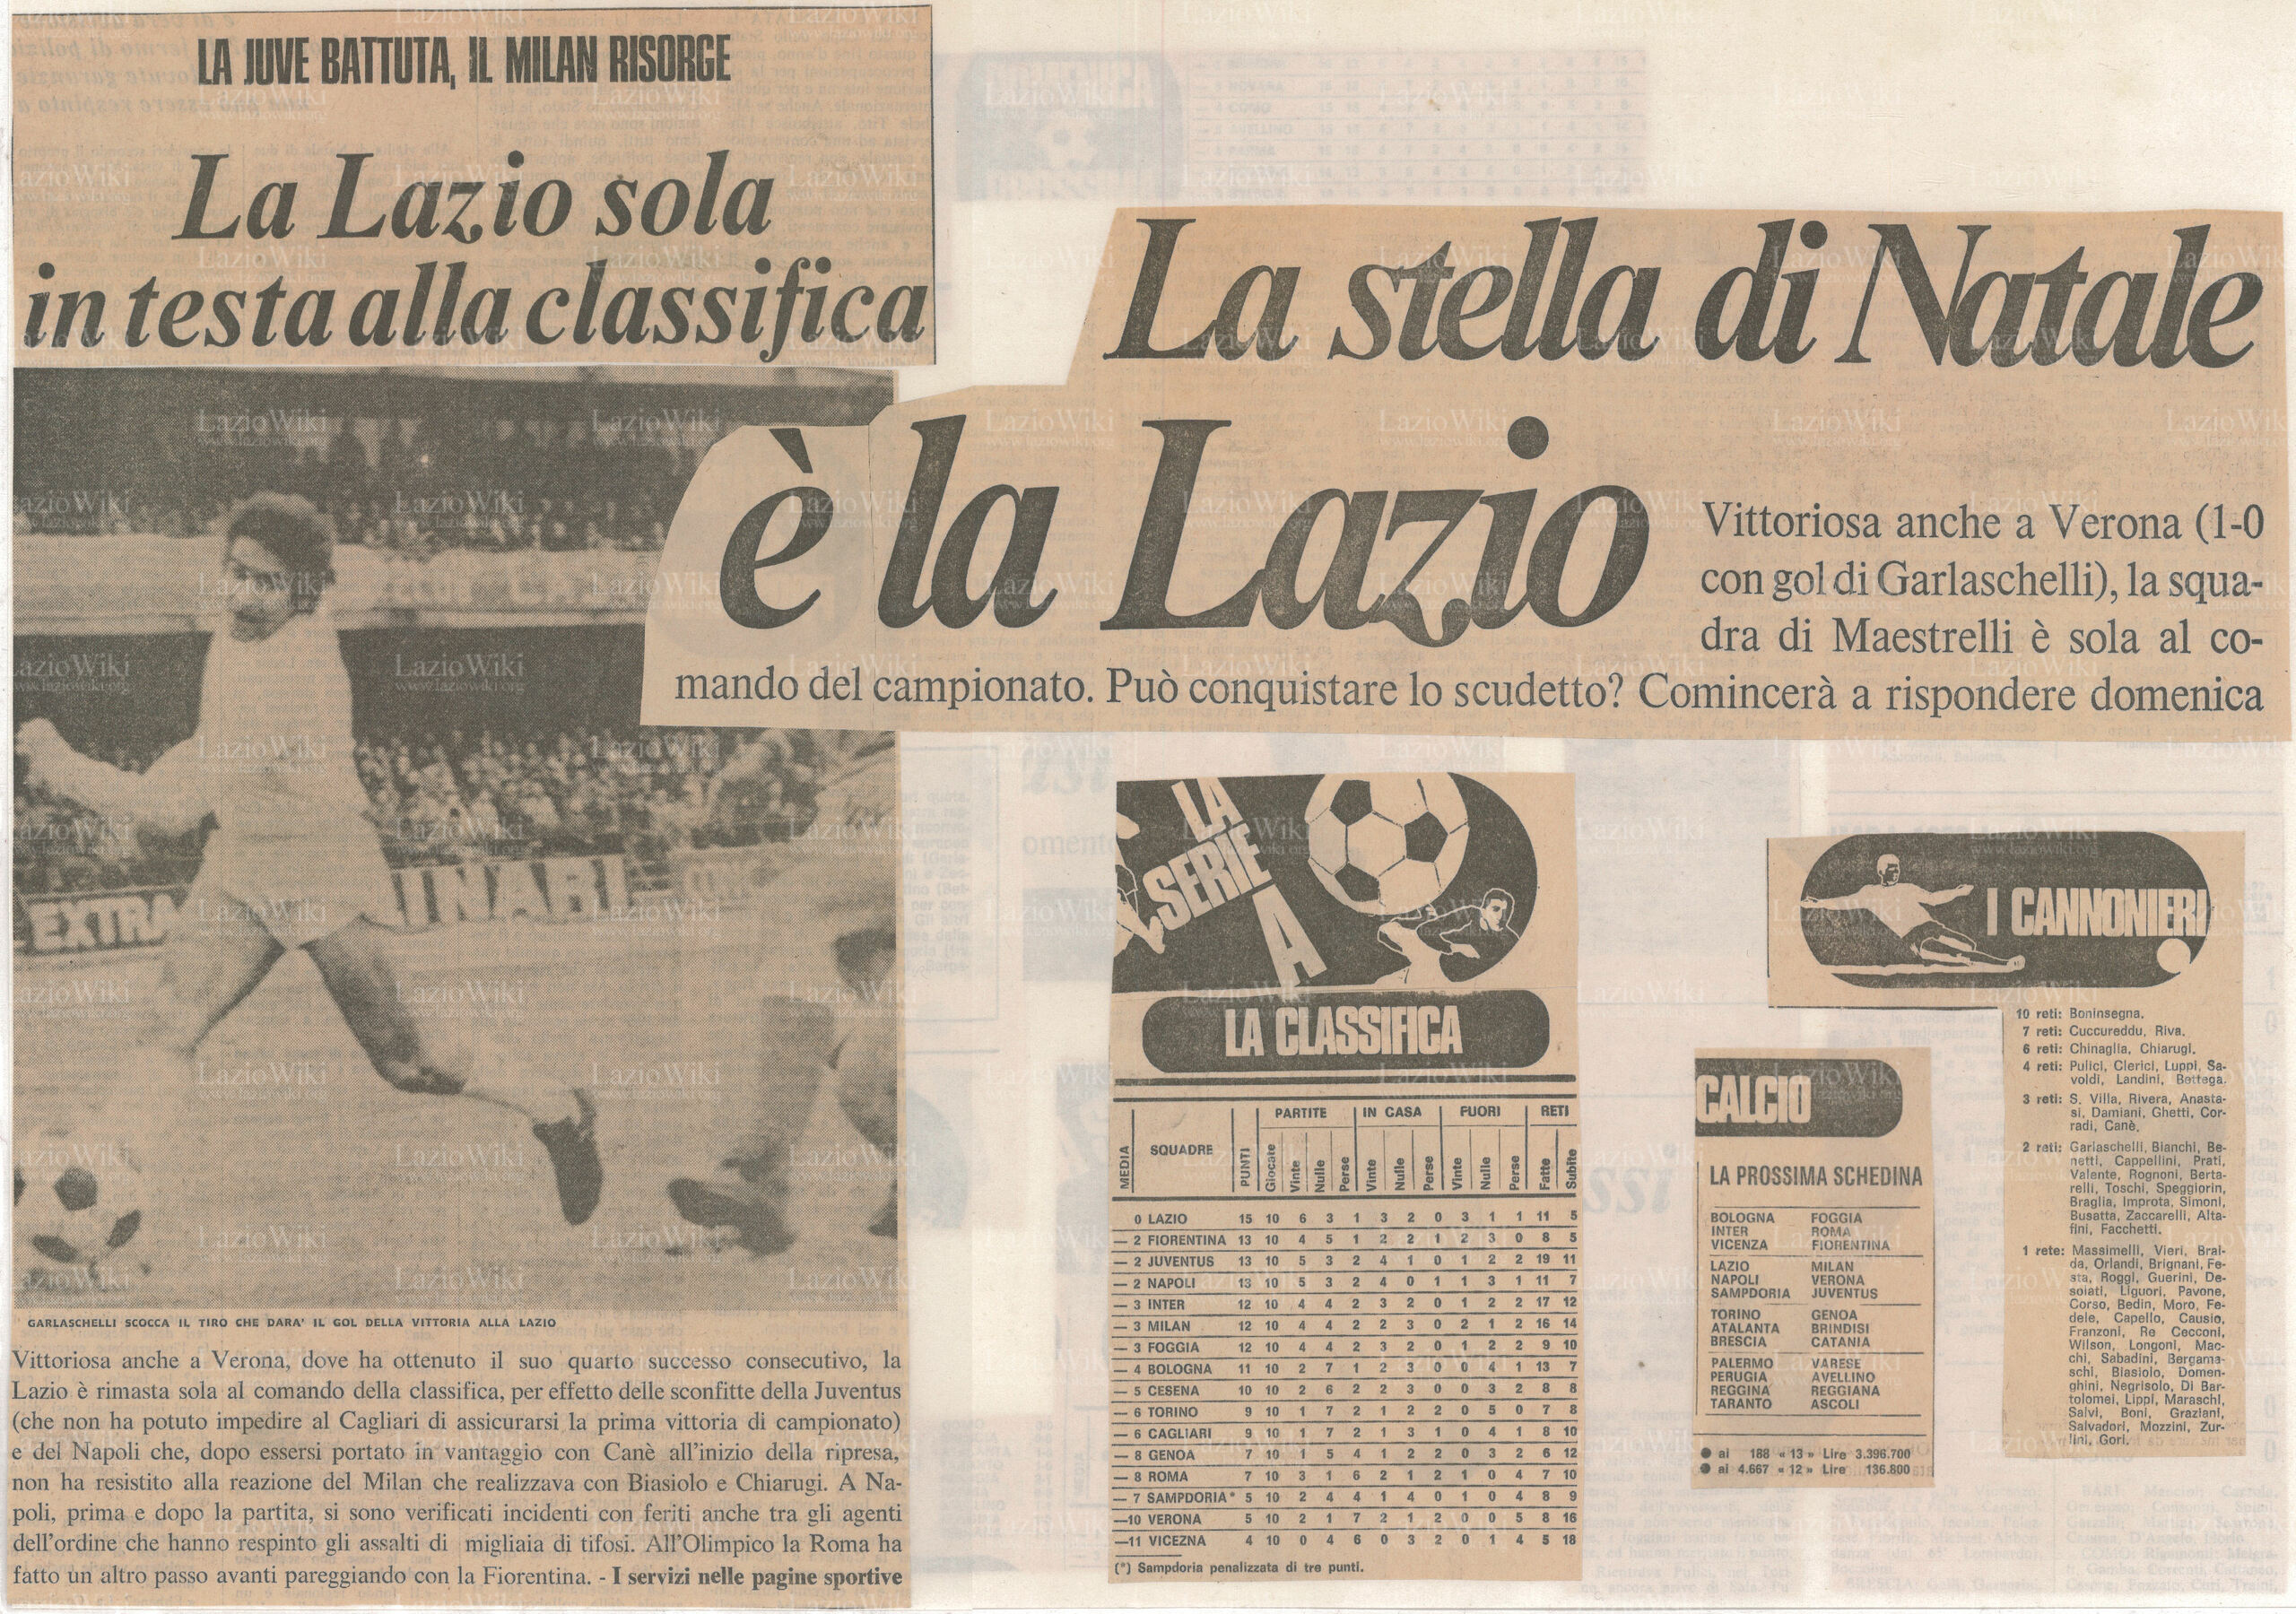 LA JUVE BATTUTA, IL MILAN RISORGE
La Lazio sola
in testa alla classifica
La stella di Natale
è la Lazio
Vittoriosa anche a Verona (1-0
con gol di Garlaschelli), la squa-
dra di Maestrelli è sola al co-
mando del campionato. Può conquistare lo scudetto? Comincerà a rispondere domenica
EXTRA
INARI
GARLASCHELLI SCOCCA IL TIRO CHE DARA' IL GOL DELLA VITTORIA ALLA LAZIO
Vittoriosa anche a Verona, dove ha ottenuto il suo quarto successo consecutivo, la
Lazio è rimasta sola al comando della classifica, per effetto delle sconfitte della Juventus
(che non ha potuto impedire al Cagliari di assicurarsi la prima vittoria di campionato)
e del Napoli che, dopo essersi portato in vantaggio con Canè all'inizio della ripresa,
non ha resistito alla reazione del Milan che realizzava con Biasiolo e Chiarugi. A Na-
poli, prima e dopo la partita, si sono verificati incidenti con feriti anche tra gli agenti
dell'ordine che hanno respinto gli assalti di migliaia di tifosi. All'Olimpico la Roma ha
fatto un altro passo avanti pareggiando con la Fiorentina. - I servizi nelle pagine sportive
LA
SERIE
A
LA CLASSIFICA
MEDIA SQUADRE PUNTI PARTITE IN CASA FUORI RETI
Giocate Vinte Nulle Perse Vinte Nulle Perse Vinte Nulle Perse Fatte Subite
0 LAZIO 15 10 6 3 1 3 2 0 3 1 1 11 5
— 2 FIORENTINA 13 10 4 5 1 2 2 1 2 3 0 8 5
— 2 JUVENTUS 13 10 5 3 2 4 1 0 1 2 2 19 11
— 2 NAPOLI 13 10 5 3 2 4 0 1 1 3 1 11 7
— 3 INTER 12 10 4 4 2 3 2 0 1 2 2 17 12
— 3 MILAN 12 10 4 4 2 2 3 0 2 1 2 16 14
— 3 FOGGIA 12 10 4 4 2 3 2 0 1 2 2 9 10
— 4 BOLOGNA 11 10 2 7 1 2 3 0 0 4 1 13 7
— 5 CESENA 10 10 2 6 2 2 3 0 0 3 2 8 8
— 6 TORINO 9 10 1 7 2 1 2 2 0 5 0 7 8
— 6 CAGLIARI 9 10 1 7 2 1 3 1 0 4 1 8 10
— 8 GENOA 7 10 1 5 4 1 2 2 0 3 2 6 12
— 8 ROMA 7 10 3 1 6 2 1 2 1 0 4 7 10
— 7 SAMPDORIA* 5 10 2 4 4 1 4 0 1 0 4 8 9
—10 VERONA 5 10 2 1 7 2 1 2 0 0 5 8 16
—11 VICEZNA 4 10 0 4 6 0 3 2 0 1 4 5 18
(*) Sampdoria penalizzata di tre punti.
CALCIO
LA PROSSIMA SCHEDINA
BOLOGNA FOGGIA
INTER ROMA
VICENZA FIORENTINA
LAZIO MILAN
NAPOLI VERONA
SAMPDORIA JUVENTUS
TORINO GENOA
ATALANTA BRINDISI
BRESCIA CATANIA
PALERMO VARESE
PERUGIA AVELLINO
REGGINA REGGIANA
TARANTO ASCOLI
● ai 188 « 13 » Lire 3.396.700
● ai 4.667 « 12 » Lire 136.800
I CANNONIERI
10 reti: Boninsegna.
7 reti: Cuccureddu, Riva.
6 reti: Chinaglia, Chiarugi.
4 reti: Pulici, Clerici, Luppi, Sa-
voldi, Landini, Bettega.
3 reti: S. Villa, Rivera, Anasta-
si, Damiani, Ghetti, Cor-
radi, Canè.
2 reti: Garlaschelli, Bianchi, Be-
netti, Cappellini, Prati,
Valente, Rognoni, Berta-
relli, Toschi, Speggiorin,
Braglia, Improta, Simoni,
Busatta, Zaccarelli, Alta-
fini, Facchetti.
1 rete: Massimelli, Vieri, Bral-
da, Orlandi, Brignani, Fe-
sta, Roggi, Guerini, De-
solati, Liguori, Pavone,
Corso, Bedin, Moro, Fe-
dele, Capello, Causio,
Franzoni, Re Cecconi,
Wilson, Longoni, Mac-
chi, Sabadini, Bergama-
schi, Biasiolo, Domen-
ghini, Negrisolo, Di Bar-
tolomei, Lippi, Maraschi,
Salvi, Boni, Graziani,
Salvadori, Mozzini, Zur-
lini, Gori.
LazioWiki
www.laziowiki.org